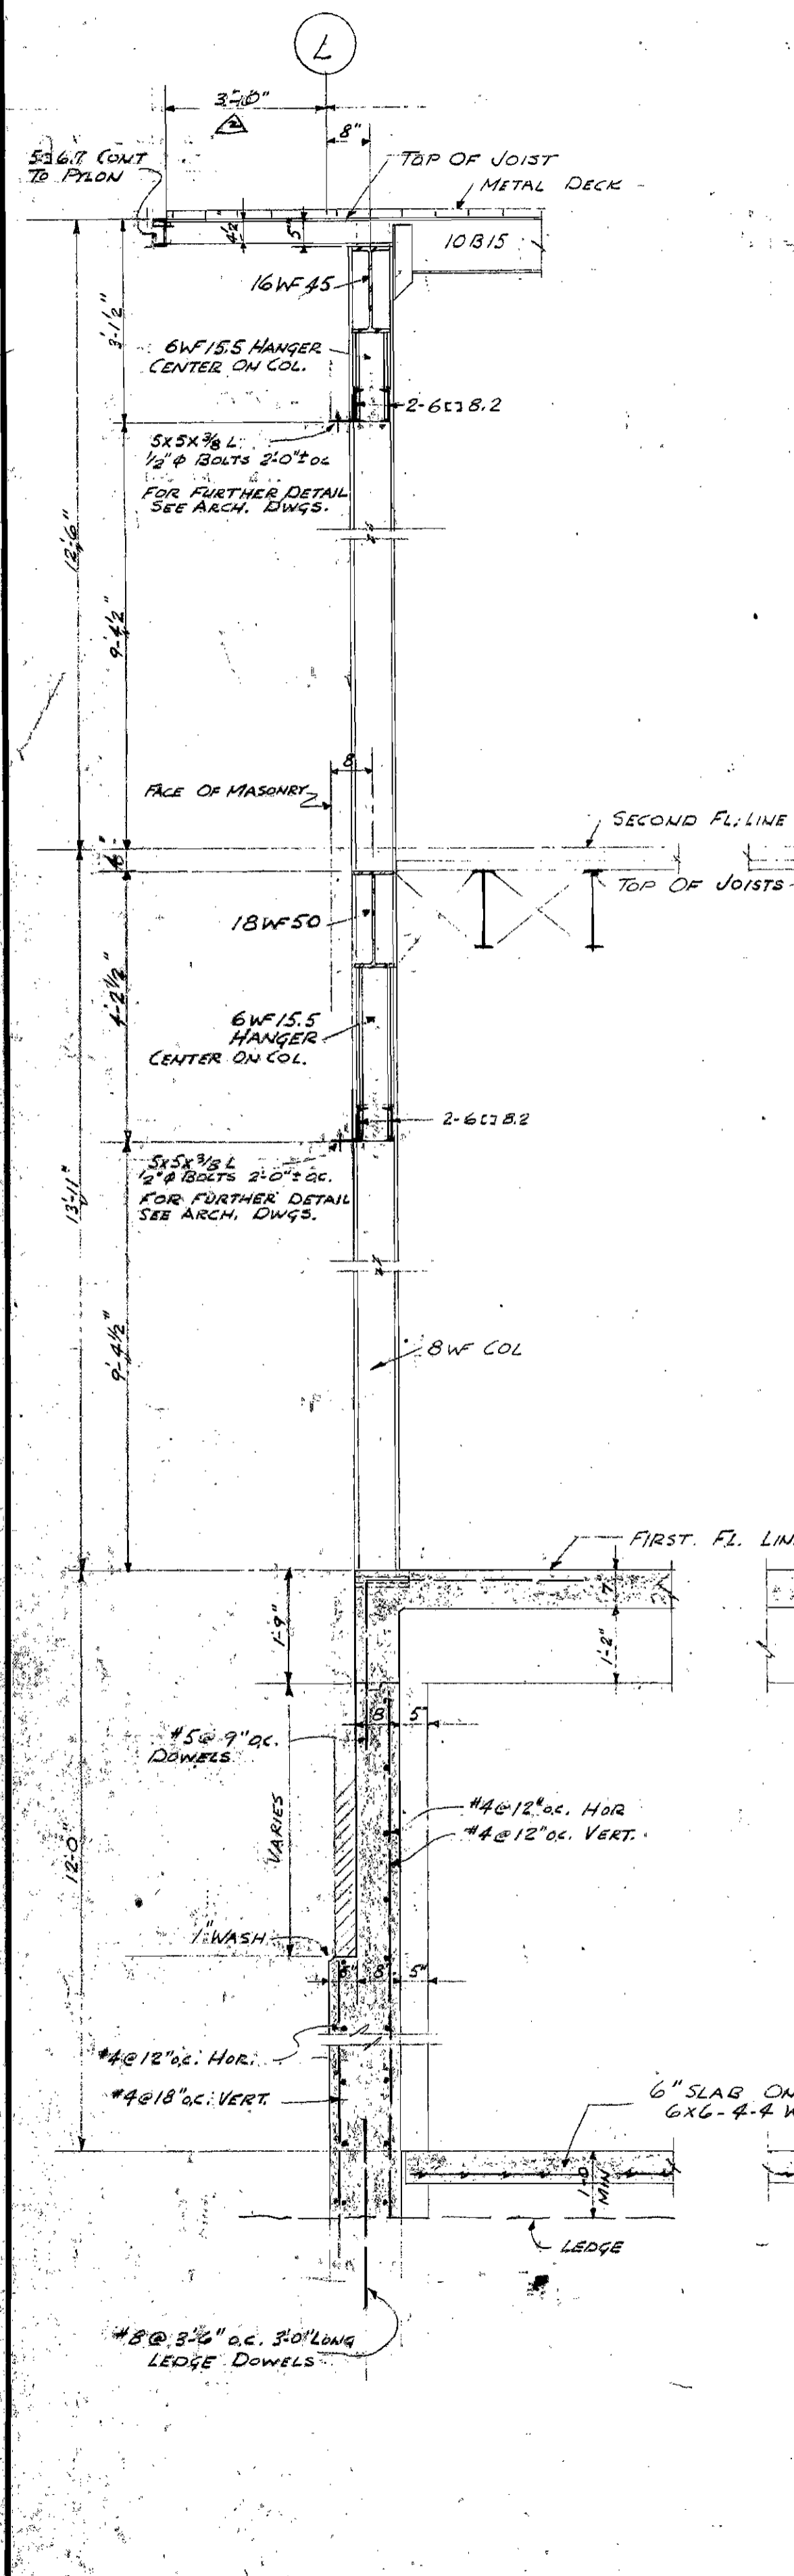 L
3'-10"
2
8"
5⊐6.7 CONT
TO PYLON
TOP OF JOIST
METAL DECK
4½
5"
10B15
16WF45
3'-1½"
6WF15.5 HANGER
CENTER ON COL.
2-6⊏⊐8.2
5X5X⅜ L
½"φ BOLTS 2'-0"± OC
FOR FURTHER DETAIL
SEE ARCH. DWGS.
12'-6"
9'-4½"
8
FACE OF MASONRY
SECOND FL. LINE
TOP OF JOISTS
18WF50
4'-2½"
6WF15.5
HANGER
CENTER ON COL.
2-6⊏⊐8.2
5X5X⅜ L
½"φ BOLTS 2'-0"± O.C.
FOR FURTHER DETAIL
SEE ARCH. DWGS.
13'-11"
9'-4½"
8WF COL
FIRST. FL. LIN
7"
1'-9"
1'-2"
8"
5"
#5@9"O.C.
DOWELS
VARIES
#4@12"O.C. HOR
#4@12"O.C. VERT.
12'-0"
1" WASH
8"
5"
#4@12"O.C. HOR.
#4@18"O.C. VERT.
6" SLAB ON
6X6-4-4 W
1'-0
MIN
LEDGE
#8@3'-6" O.C. 3'-0" LONG
LEDGE DOWELS